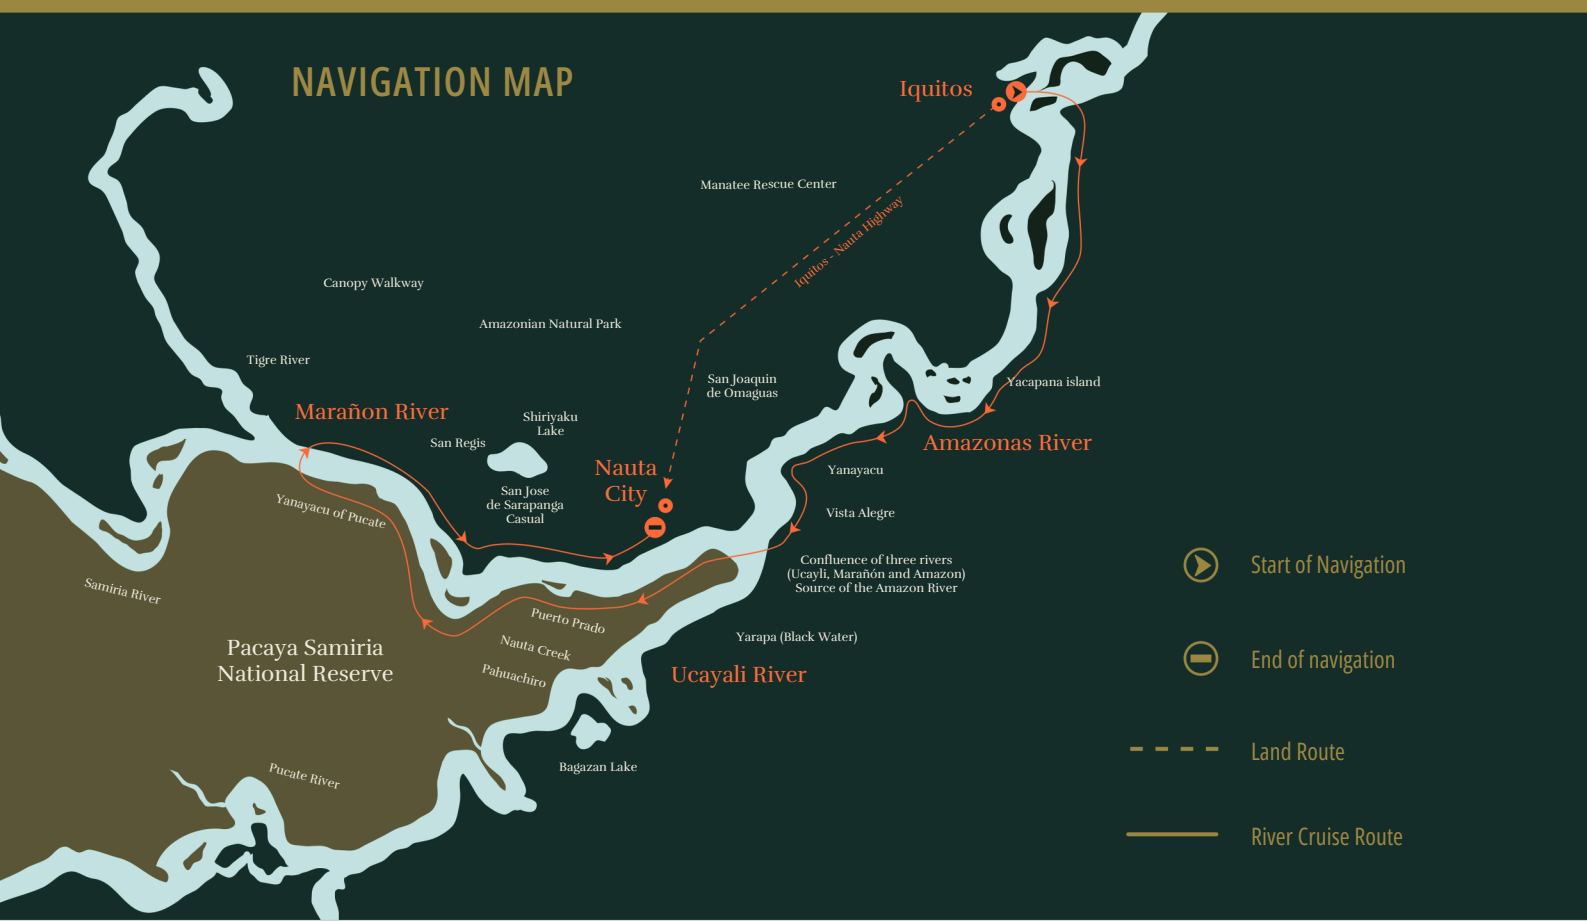 NAVIGATION MAP
Iquitos
Manatee Rescue Center
Iquitos - Nauta Highway
Canopy Walkway
Amazonian Natural Park
Tigre River
San Joaquin
de Omaguas
Yacapana island
Marañon River
Shiriyaku
Lake
San Regis
Amazonas River
Nauta
City
Yanayacu
San Jose
de Sarapanga
Casual
Yanayacu of Pucate
Vista Alegre
Confluence of three rivers
(Ucayli, Marañón and Amazon)
Source of the Amazon River
Start of Navigation
Samiria River
Puerto Prado
Yarapa (Black Water)
Nauta Creek
Pacaya Samiria
National Reserve
Pahuachiro
Ucayali River
End of navigation
Land Route
Bagazan Lake
Pucate River
River Cruise Route